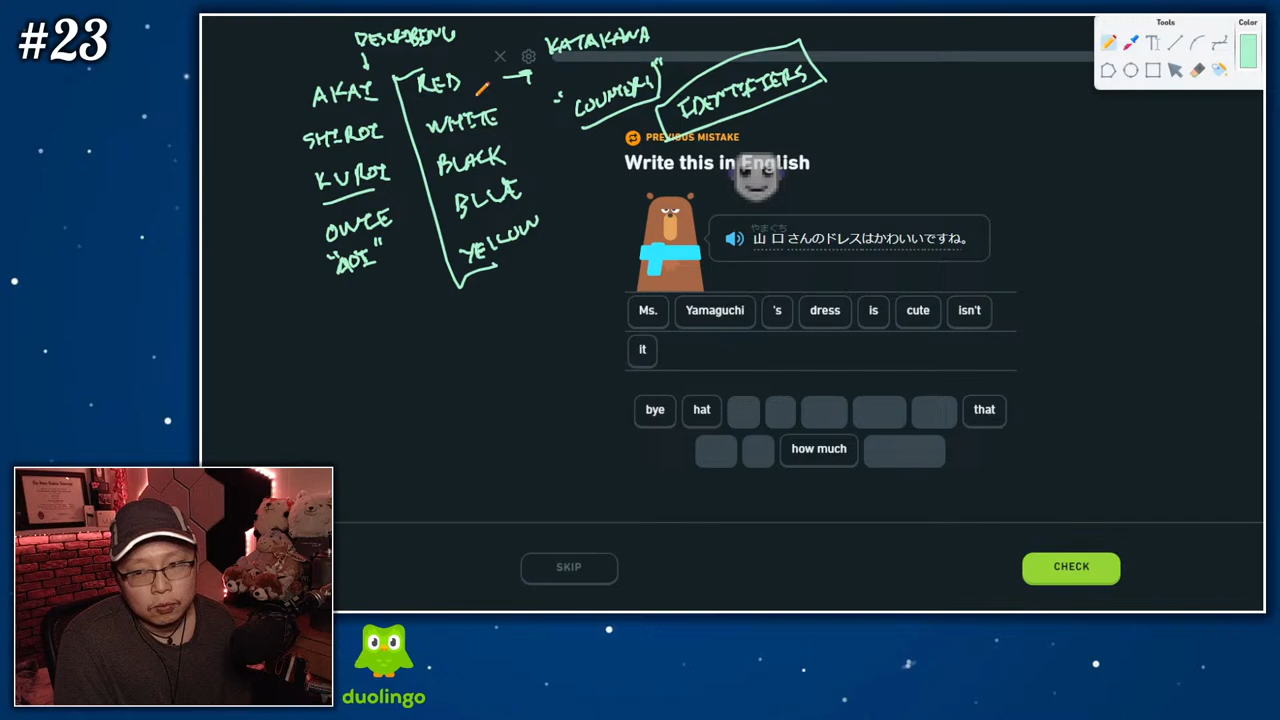 #23
DESCRIBING
KATAKANA
AKAI
RED
"COUNTERS"
IDENTIFIERS
SHIROI
WHITE
KUROI
BLACK
BLUE
"AOI"
YELLOW
Tools
Color
PREVIOUS MISTAKE
Write this in English
やまぐち
山口さんのドレスはかわいいですね。
Ms. Yamaguchi 's dress is cute isn't
it
bye hat that
how much
SKIP
CHECK
duolingo